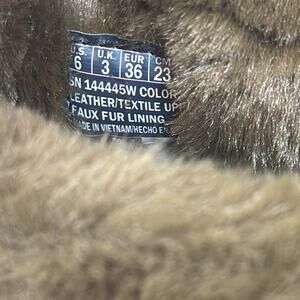 U.S. U.K. EUR CM
6 3 36 23
SN 144445W COLOR
LEATHER/TEXTILE UP
FAUX FUR LINING
MADE IN VIETNAM/HECHO EN